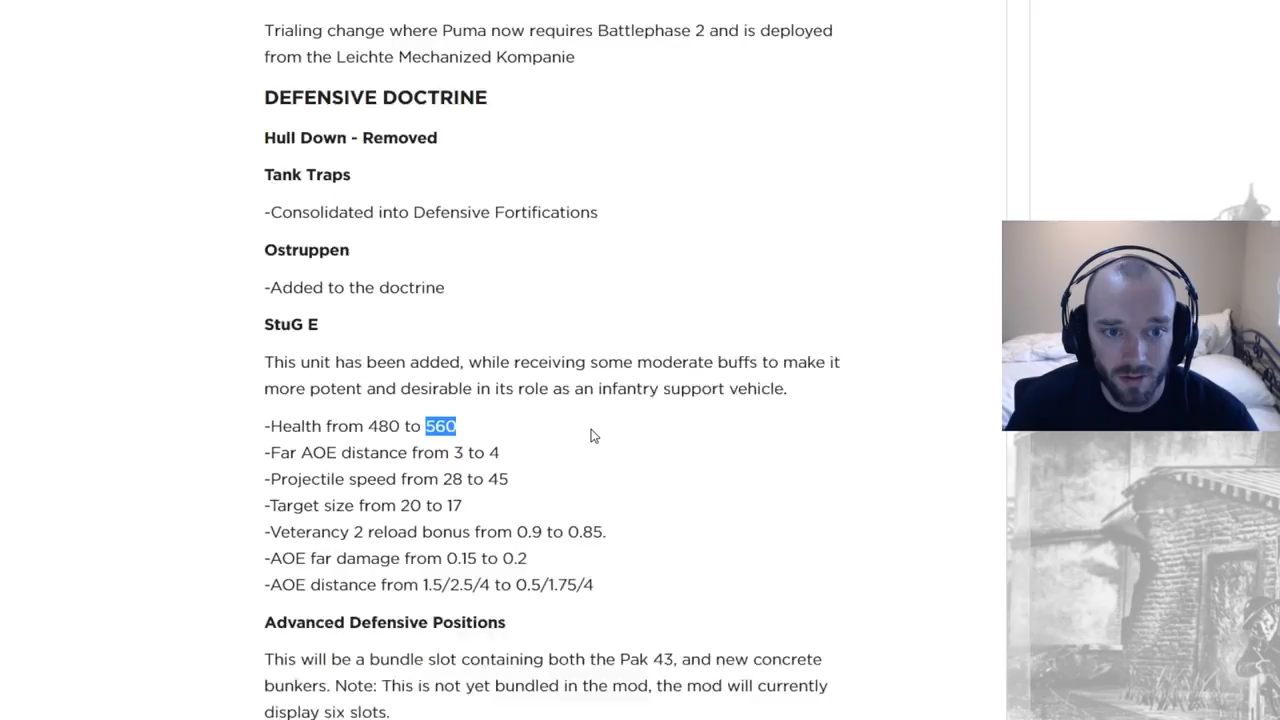 Trialing change where Puma now requires Battlephase 2 and is deployed
from the Leichte Mechanized Kompanie
DEFENSIVE DOCTRINE
Hull Down - Removed
Tank Traps
-Consolidated into Defensive Fortifications
Ostruppen
-Added to the doctrine
StuG E
This unit has been added, while receiving some moderate buffs to make it
more potent and desirable in its role as an infantry support vehicle.
-Health from 480 to 560
-Far AOE distance from 3 to 4
-Projectile speed from 28 to 45
-Target size from 20 to 17
-Veterancy 2 reload bonus from 0.9 to 0.85.
-AOE far damage from 0.15 to 0.2
-AOE distance from 1.5/2.5/4 to 0.5/1.75/4
Advanced Defensive Positions
This will be a bundle slot containing both the Pak 43, and new concrete
bunkers. Note: This is not yet bundled in the mod, the mod will currently
display six slots.